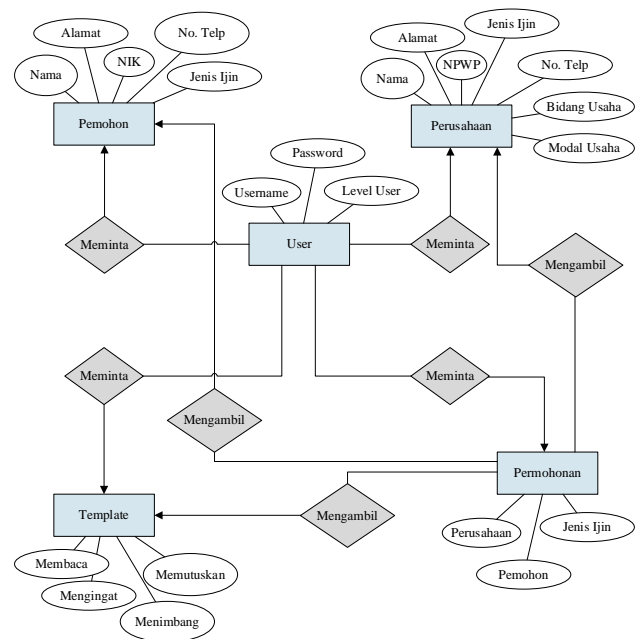 Alamat
NIK
No. Telp
Nama
Jenis Ijin
Pemohon
Alamat
Jenis Ijin
NPWP
No. Telp
Nama
Bidang Usaha
Modal Usaha
Perusahaan
Password
Username
Level User
User
Meminta
Meminta
Mengambil
Meminta
Meminta
Mengambil
Permohonan
Mengambil
Template
Perusahaan
Jenis Ijin
Pemohon
Membaca
Memutuskan
Mengingat
Menimbang